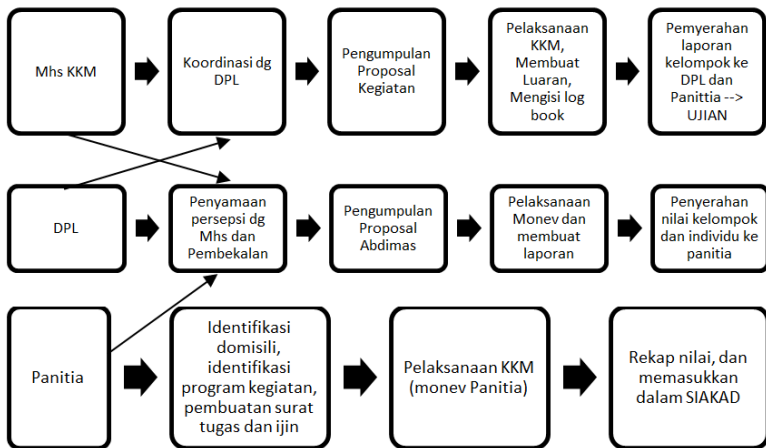 Mhs KKM
Koordinasi dg
DPL
Pengumpulan
Proposal
Kegiatan
Pelaksanaan
KKM,
Membuat
Luaran,
Mengisi log
book
Pemyerahan
laporan
kelompok ke
DPL dan
Panittia -->
UJIAN
DPL
Penyamaan
persepsi dg
Mhs dan
Pembekalan
Pengumpulan
Proposal
Abdimas
Pelaksanaan
Monev dan
membuat
laporan
Penyerahan
nilai kelompok
dan individu ke
panitia
Panitia
Identifikasi
domisili,
identifikasi
program kegiatan,
pembuatan surat
tugas dan ijin
Pelaksanaan KKM
(monev Panitia)
Rekap nilai, dan
memasukkan
dalam SIAKAD